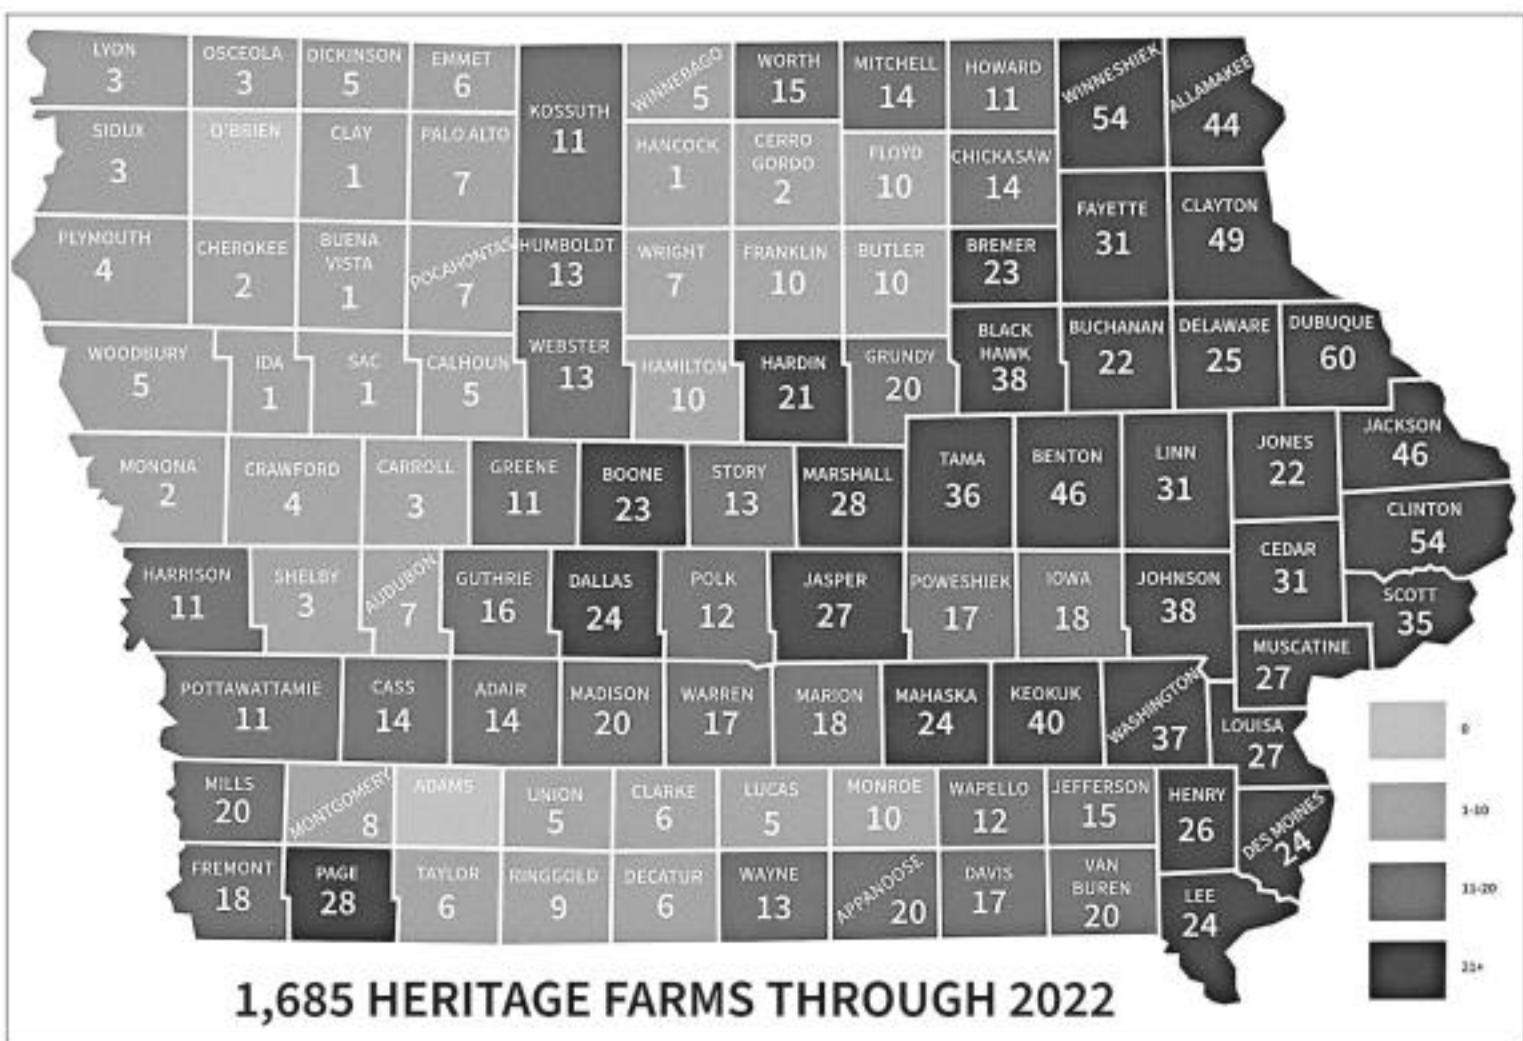 LYON
3
OSCEOLA
3
DICKINSON
5
EMMET
6
KOSSUTH
11
WINNEBAGO
5
WORTH
15
MITCHELL
14
HOWARD
11
WINNESHIEK
54
ALLAMAKEE
44
SIOUX
3
O'BRIEN
CLAY
1
PALO ALTO
7
HANCOCK
1
CERRO
GORDO
2
FLOYD
10
CHICKASAW
14
FAYETTE
31
CLAYTON
49
PLYMOUTH
4
CHEROKEE
2
BUENA
VISTA
1
POCAHONTAS
7
HUMBOLDT
13
WRIGHT
7
FRANKLIN
10
BUTLER
10
BREMER
23
WOODBURY
5
IDA
1
SAC
1
CALHOUN
5
WEBSTER
13
HAMILTON
10
HARDIN
21
GRUNDY
20
BLACK
HAWK
38
BUCHANAN
22
DELAWARE
25
DUBUQUE
60
MONONA
2
CRAWFORD
4
CARROLL
3
GREENE
11
BOONE
23
STORY
13
MARSHALL
28
TAMA
36
BENTON
46
LINN
31
JONES
22
JACKSON
46
CLINTON
54
HARRISON
11
SHELBY
3
AUDUBON
7
GUTHRIE
16
DALLAS
24
POLK
12
JASPER
27
POWESHIEK
17
IOWA
18
JOHNSON
38
CEDAR
31
SCOTT
35
MUSCATINE
27
POTTAWATTAMIE
11
CASS
14
ADAIR
14
MADISON
20
WARREN
17
MARION
18
MAHASKA
24
KEOKUK
40
WASHINGTON
37
LOUISA
27
MILLS
20
MONTGOMERY
8
ADAMS
UNION
5
CLARKE
6
LUCAS
5
MONROE
10
WAPELLO
12
JEFFERSON
15
HENRY
26
DES MOINES
24
FREMONT
18
PAGE
28
TAYLOR
6
RINGGOLD
9
DECATUR
6
WAYNE
13
APPANOOSE
20
DAVIS
17
VAN
BUREN
20
LEE
24
0
1-10
11-20
21+
1,685 HERITAGE FARMS THROUGH 2022